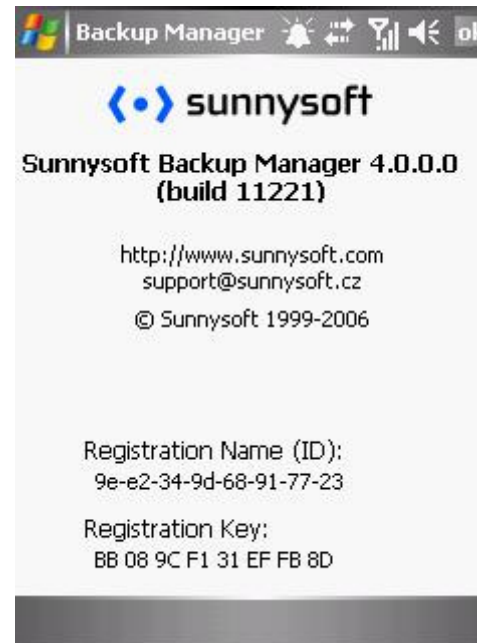 Backup Manager
ok
sunnysoft
Sunnysoft Backup Manager 4.0.0.0
(build 11221)
http://www.sunnysoft.com
support@sunnysoft.cz
© Sunnysoft 1999-2006
Registration Name (ID):
9e-e2-34-9d-68-91-77-23
Registration Key:
BB 08 9C F1 31 EF FB 8D